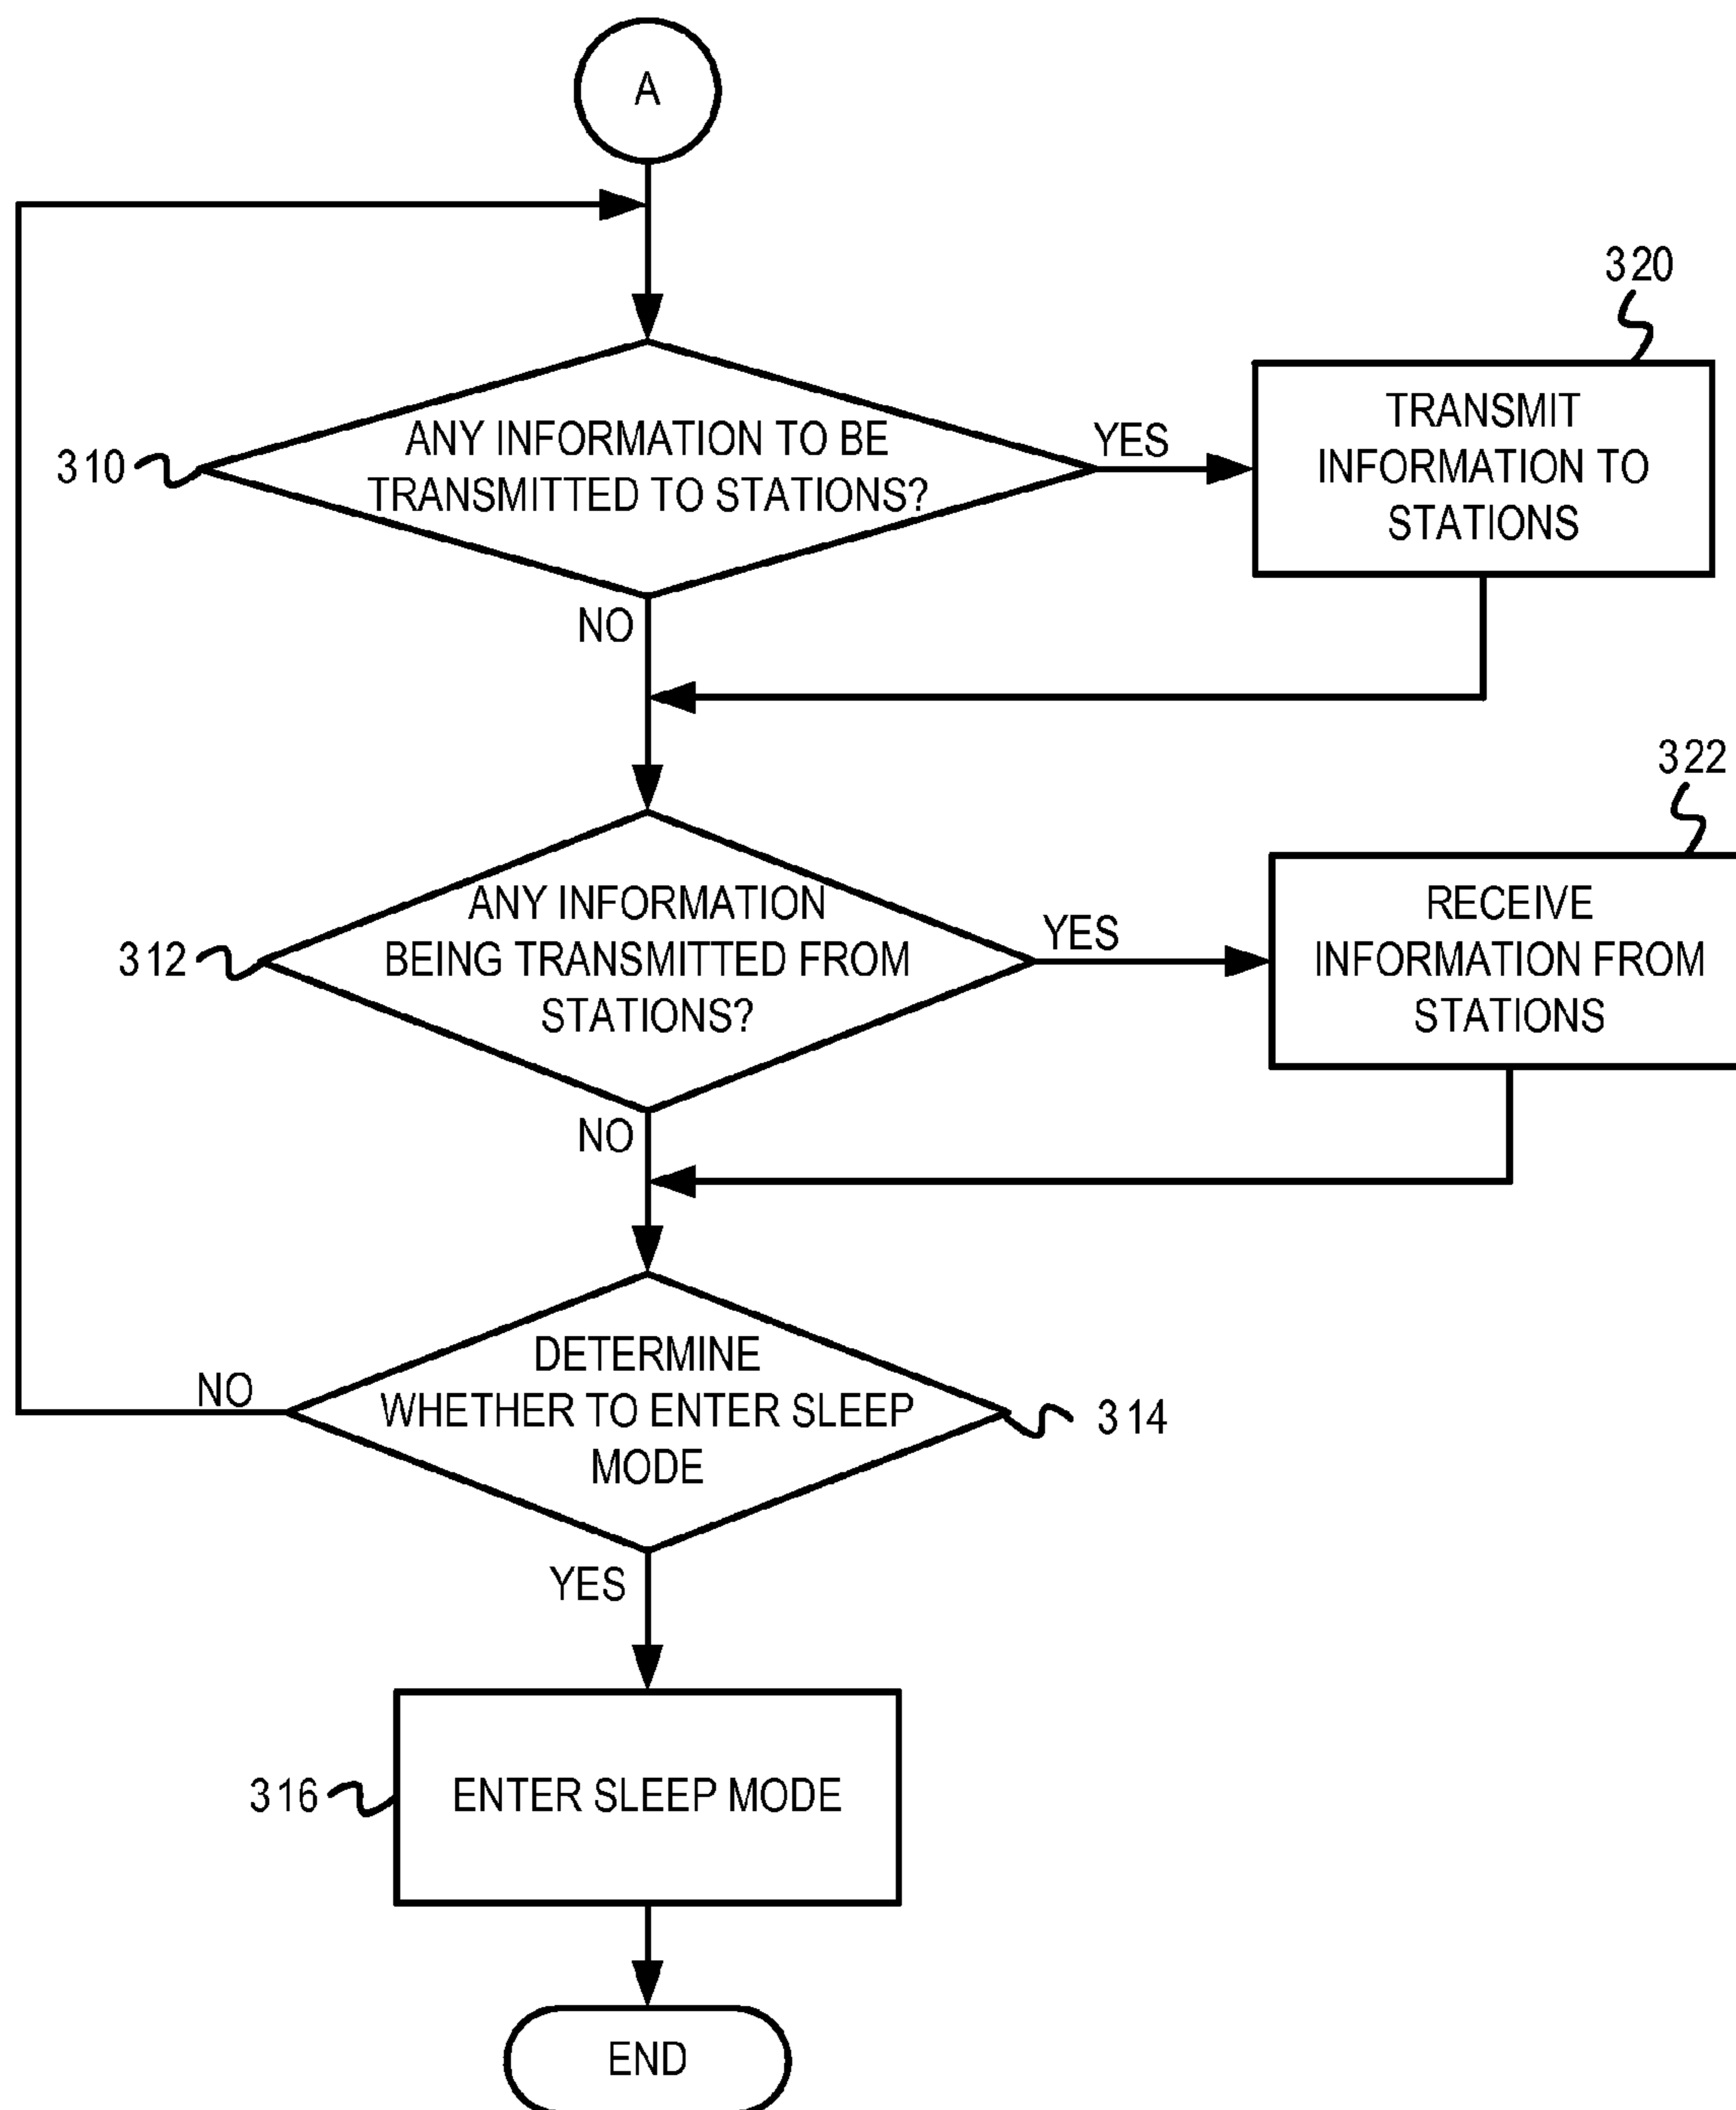 A
320
310
ANY INFORMATION TO BE
TRANSMITTED TO STATIONS?
YES
TRANSMIT
INFORMATION TO
STATIONS
NO
322
312
ANY INFORMATION
BEING TRANSMITTED FROM
STATIONS?
YES
RECEIVE
INFORMATION FROM
STATIONS
NO
NO
DETERMINE
WHETHER TO ENTER SLEEP
MODE
314
YES
316
ENTER SLEEP MODE
END